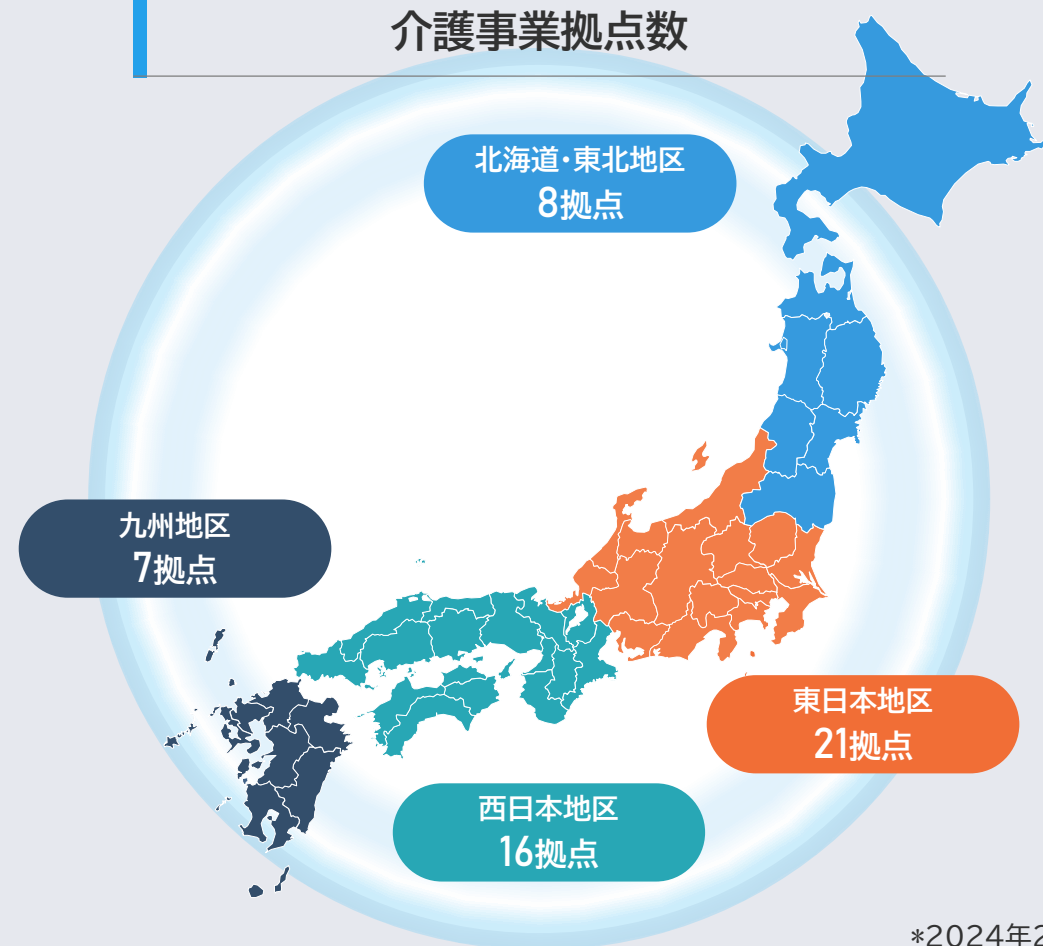 介護事業拠点数
北海道・東北地区
8拠点
九州地区
7拠点
東日本地区
21拠点
西日本地区
16拠点
*2024年2